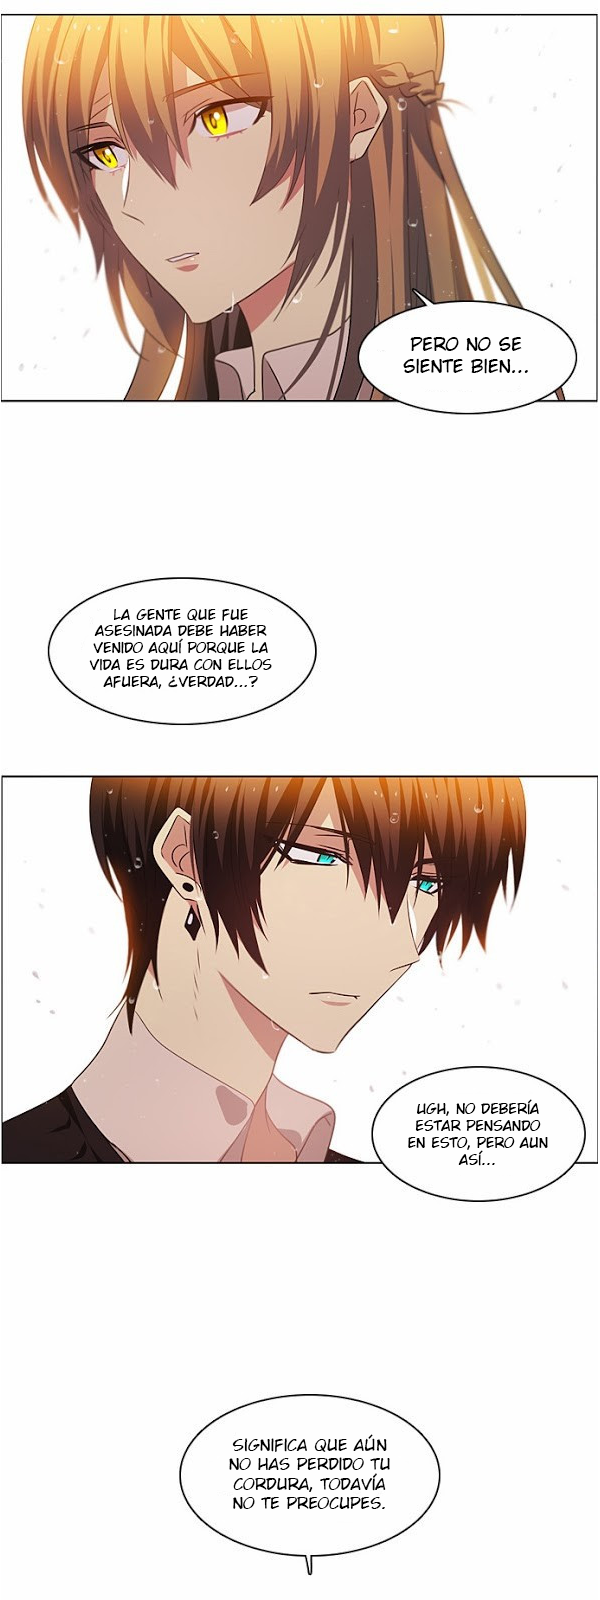 PERO NO SE
SIENTE BIEN...
LA GENTE QUE FUE
ASESINADA DEBE HABER
VENIDO AQUÍ PORQUE LA
VIDA ES DURA CON ELLOS
AFUERA, ¿VERDAD...?
UGH, NO DEBERÍA
ESTAR PENSANDO
EN ESTO, PERO AUN
ASÍ...
SIGNIFICA QUE AÚN
NO HAS PERDIDO TU
CORDURA, TODAVÍA
NO TE PREOCUPES.